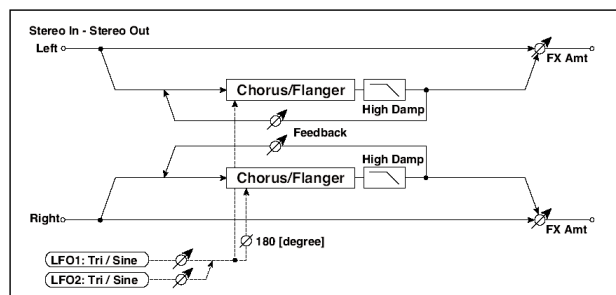 Stereo In - Stereo Out
Left
FX Amt
Chorus/Flanger
High Damp
Feedback
High Damp
Chorus/Flanger
Right
FX Amt
180 [degree]
LFO1: Tri / Sine
LFO2: Tri / Sine